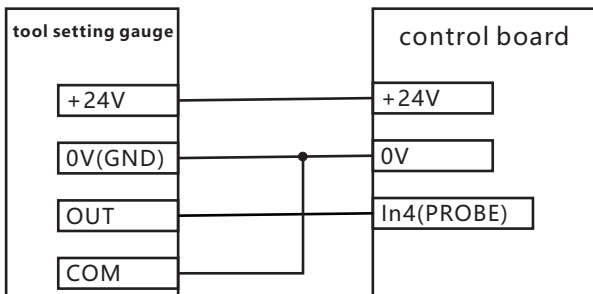 tool setting gauge
control board
+24V
+24V
0V(GND)
0V
OUT
In4(PROBE)
COM